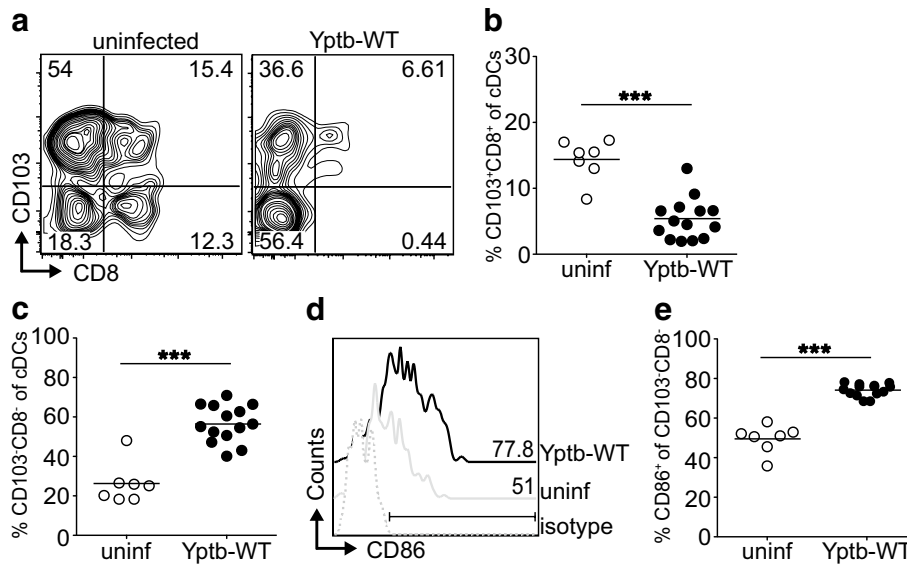 a
uninfected
Yptb-WT
54
15.4
18.3
12.3
36.6
6.61
56.4
0.44
CD103
CD8
b
% CD103+CD8+ of cDCs
30
20
10
0
***
uninf
Yptb-WT
c
% CD103-CD8- of cDCs
100
80
60
40
20
0
***
uninf
Yptb-WT
d
Counts
CD86
77.8
Yptb-WT
51
uninf
isotype
e
% CD86+ of CD103-CD8-
100
80
60
40
20
0
***
uninf
Yptb-WT